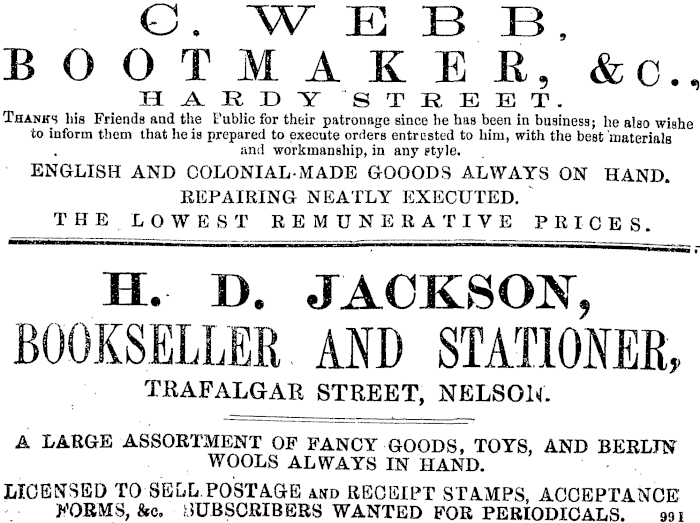 C. WEBB,
BOOTMAKER, &C.,
HARDY STREET.
THANKS his Friends and the Public for their patronage since he has been in business; he also wishe
to inform them that he is prepared to execute orders entrusted to him, with the best materials
and workmanship, in any style.
ENGLISH AND COLONIAL-MADE GOOODS ALWAYS ON HAND.
REPAIRING NEATLY EXECUTED.
THE LOWEST REMUNERATIVE PRICES.
H. D. JACKSON,
BOOKSELLER AND STATIONER,
TRAFALGAR STREET, NELSON.
A LARGE ASSORTMENT OF FANCY GOODS, TOYS, AND BERLIN
WOOLS ALWAYS IN HAND.
LICENSED TO SELL POSTAGE AND RECEIPT STAMPS, ACCEPTANCE
FORMS, &c. SUBSCRIBERS WANTED FOR PERIODICALS. 991